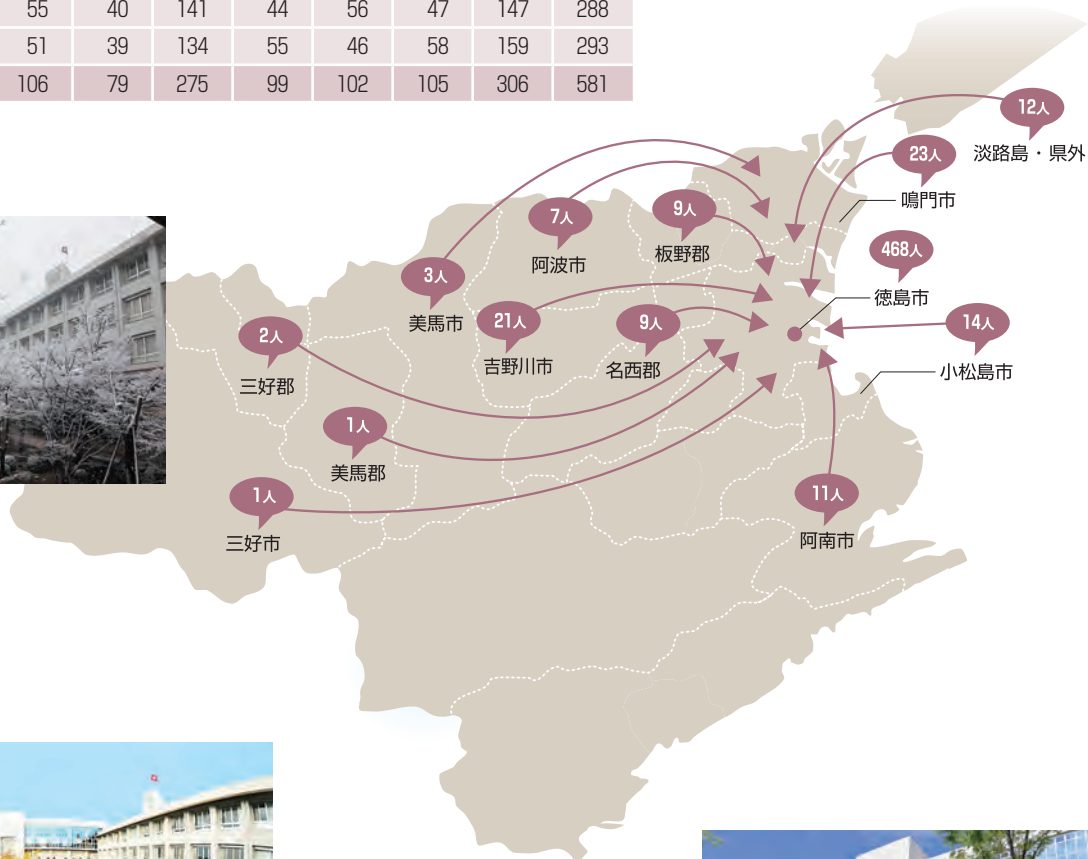 55 40 141 44 56 47 147 288
51 39 134 55 46 58 159 293
106 79 275 99 102 105 306 581
12人
淡路島・県外
23人
鳴門市
7人
阿波市
9人
板野郡
468人
徳島市
3人
美馬市
21人
吉野川市
9人
名西郡
14人
小松島市
2人
三好郡
1人
美馬郡
1人
三好市
11人
阿南市